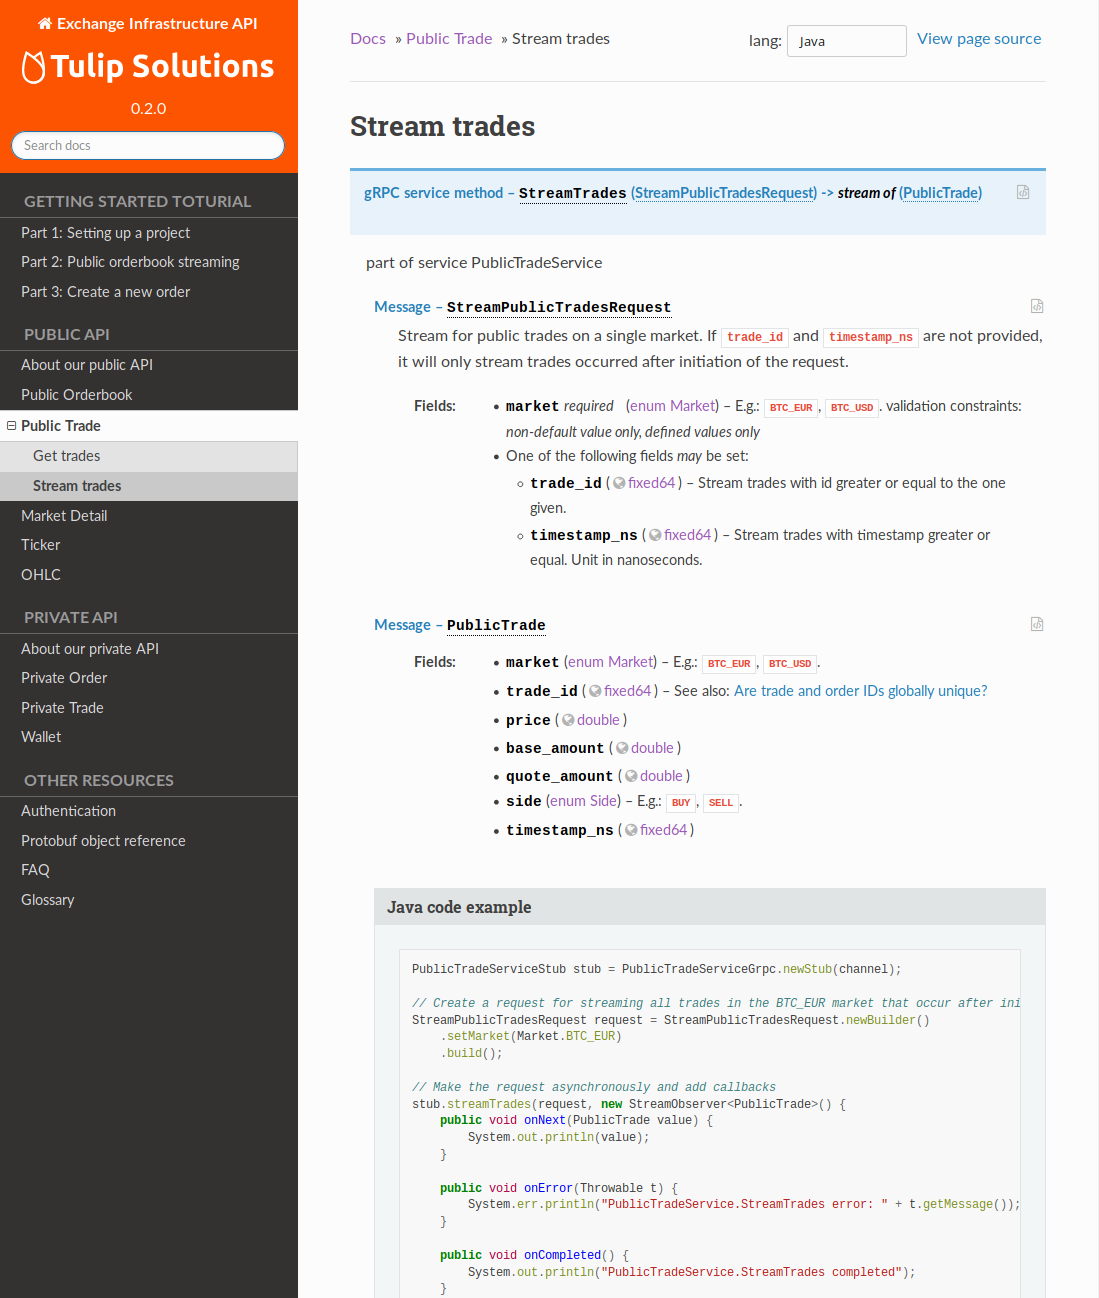 Exchange Infrastructure API
Tulip Solutions
0.2.0
Search docs
GETTING STARTED TOTURIAL
Part 1: Setting up a project
Part 2: Public orderbook streaming
Part 3: Create a new order
PUBLIC API
About our public API
Public Orderbook
Public Trade
Get trades
Stream trades
Market Detail
Ticker
OHLC
PRIVATE API
About our private API
Private Order
Private Trade
Wallet
OTHER RESOURCES
Authentication
Protobuf object reference
FAQ
Glossary
Docs » Public Trade » Stream trades
lang: Java View page source
Stream trades
gRPC service method – StreamTrades (StreamPublicTradesRequest) -> stream of (PublicTrade)
part of service PublicTradeService
Message – StreamPublicTradesRequest
Stream for public trades on a single market. If trade_id and timestamp_ns are not provided,
it will only stream trades occurred after initiation of the request.
Fields: • market required (enum Market) – E.g.: BTC_EUR, BTC_USD. validation constraints:
non-default value only, defined values only
• One of the following fields may be set:
◦ trade_id (fixed64) – Stream trades with id greater or equal to the one
given.
◦ timestamp_ns (fixed64) – Stream trades with timestamp greater or
equal. Unit in nanoseconds.
Message – PublicTrade
Fields: • market (enum Market) – E.g.: BTC_EUR, BTC_USD.
• trade_id (fixed64) – See also: Are trade and order IDs globally unique?
• price (double)
• base_amount (double)
• quote_amount (double)
• side (enum Side) – E.g.: BUY, SELL.
• timestamp_ns (fixed64)
Java code example
PublicTradeServiceStub stub = PublicTradeServiceGrpc.newStub(channel);
// Create a request for streaming all trades in the BTC_EUR market that occur after ini
StreamPublicTradesRequest request = StreamPublicTradesRequest.newBuilder()
.setMarket(Market.BTC_EUR)
.build();
// Make the request asynchronously and add callbacks
stub.streamTrades(request, new StreamObserver<PublicTrade>() {
public void onNext(PublicTrade value) {
System.out.println(value);
}
public void onError(Throwable t) {
System.err.println("PublicTradeService.StreamTrades error: " + t.getMessage());
}
public void onCompleted() {
System.out.println("PublicTradeService.StreamTrades completed");
}